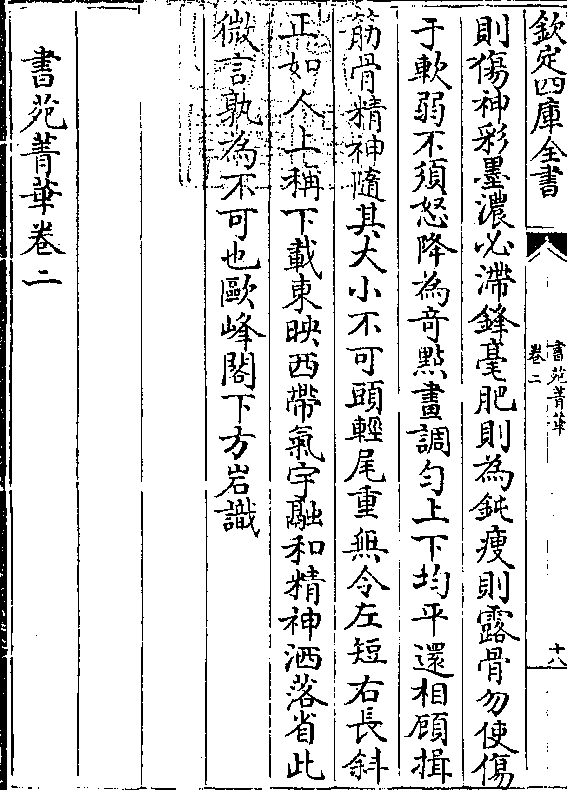 欽定四庫全書
書苑菁華
卷二
十八
則傷神彩墨濃必滯鋒毫肥則為鈍瘦則露骨勿使傷
于軟弱不須怒降為竒點畫調勻上下均平還相顧揖
筋骨精神隨其大小不可頭輕尾重無令左短右長斜
正如人上稱下載東映西帶氣宇融和精神洒落省此
微言孰為不可也歐峰閣下方岩識
書苑菁華卷二